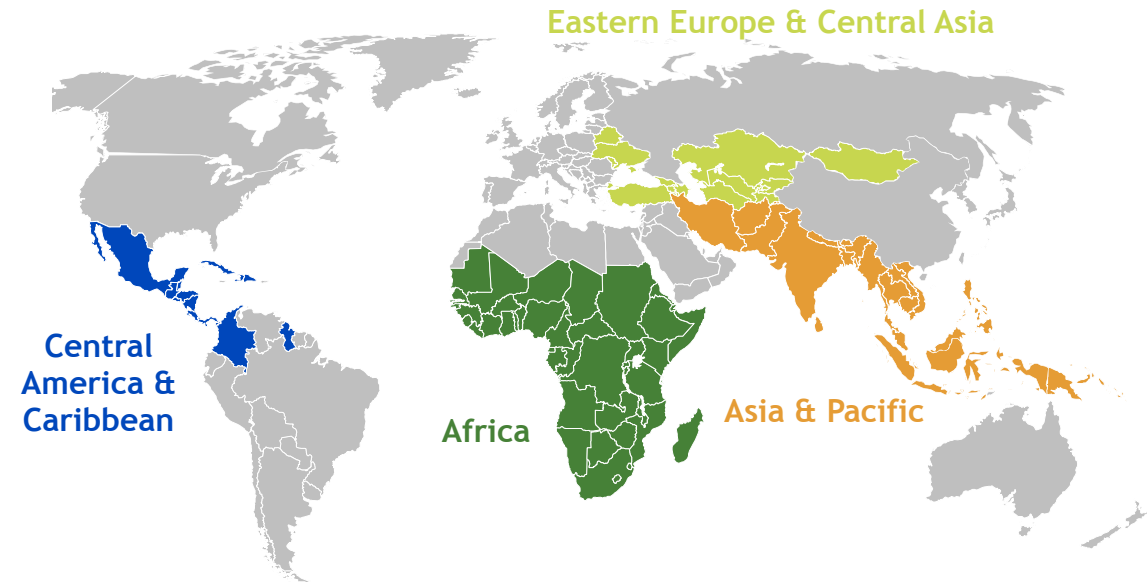 Eastern Europe & Central Asia
Central
America &
Caribbean
Africa
Asia & Pacific